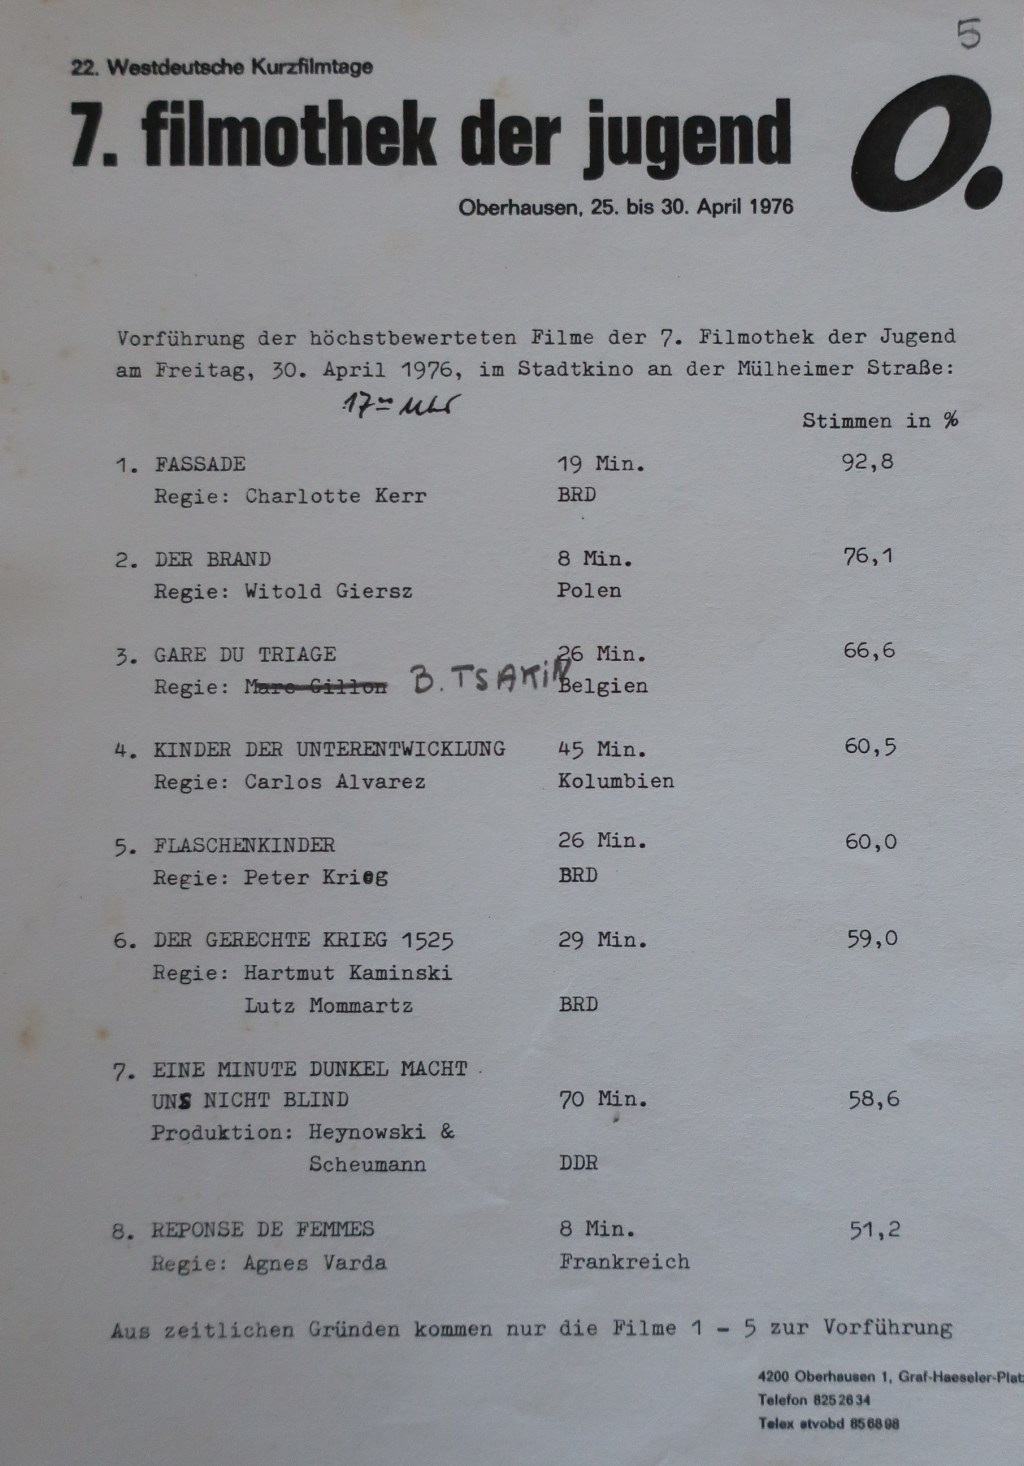 5
22. Westdeutsche Kurzfilmtage
7. filmothek der jugend
O.
Oberhausen, 25. bis 30. April 1976
Vorführung der höchstbewerteten Filme der 7. Filmothek der Jugend
am Freitag, 30. April 1976, im Stadtkino an der Mülheimer Straße:
17⁰⁰ Uhr
Stimmen in %
1. FASSADE 19 Min. 92,8
Regie: Charlotte Kerr BRD
2. DER BRAND 8 Min. 76,1
Regie: Witold Giersz Polen
3. GARE DU TRIAGE 26 Min. 66,6
Regie: Marc Gillon B. TSAKIN Belgien
4. KINDER DER UNTERENTWICKLUNG 45 Min. 60,5
Regie: Carlos Alvarez Kolumbien
5. FLASCHENKINDER 26 Min. 60,0
Regie: Peter Krieg BRD
6. DER GERECHTE KRIEG 1525 29 Min. 59,0
Regie: Hartmut Kaminski
Lutz Mommartz BRD
7. EINE MINUTE DUNKEL MACHT
UNS NICHT BLIND 70 Min. 58,6
Produktion: Heynowski &
Scheumann DDR
8. REPONSE DE FEMMES 8 Min. 51,2
Regie: Agnes Varda Frankreich
Aus zeitlichen Gründen kommen nur die Filme 1 - 5 zur Vorführung
4200 Oberhausen 1, Graf-Haeseler-Plat
Telefon 8252634
Telex otvobd 856898